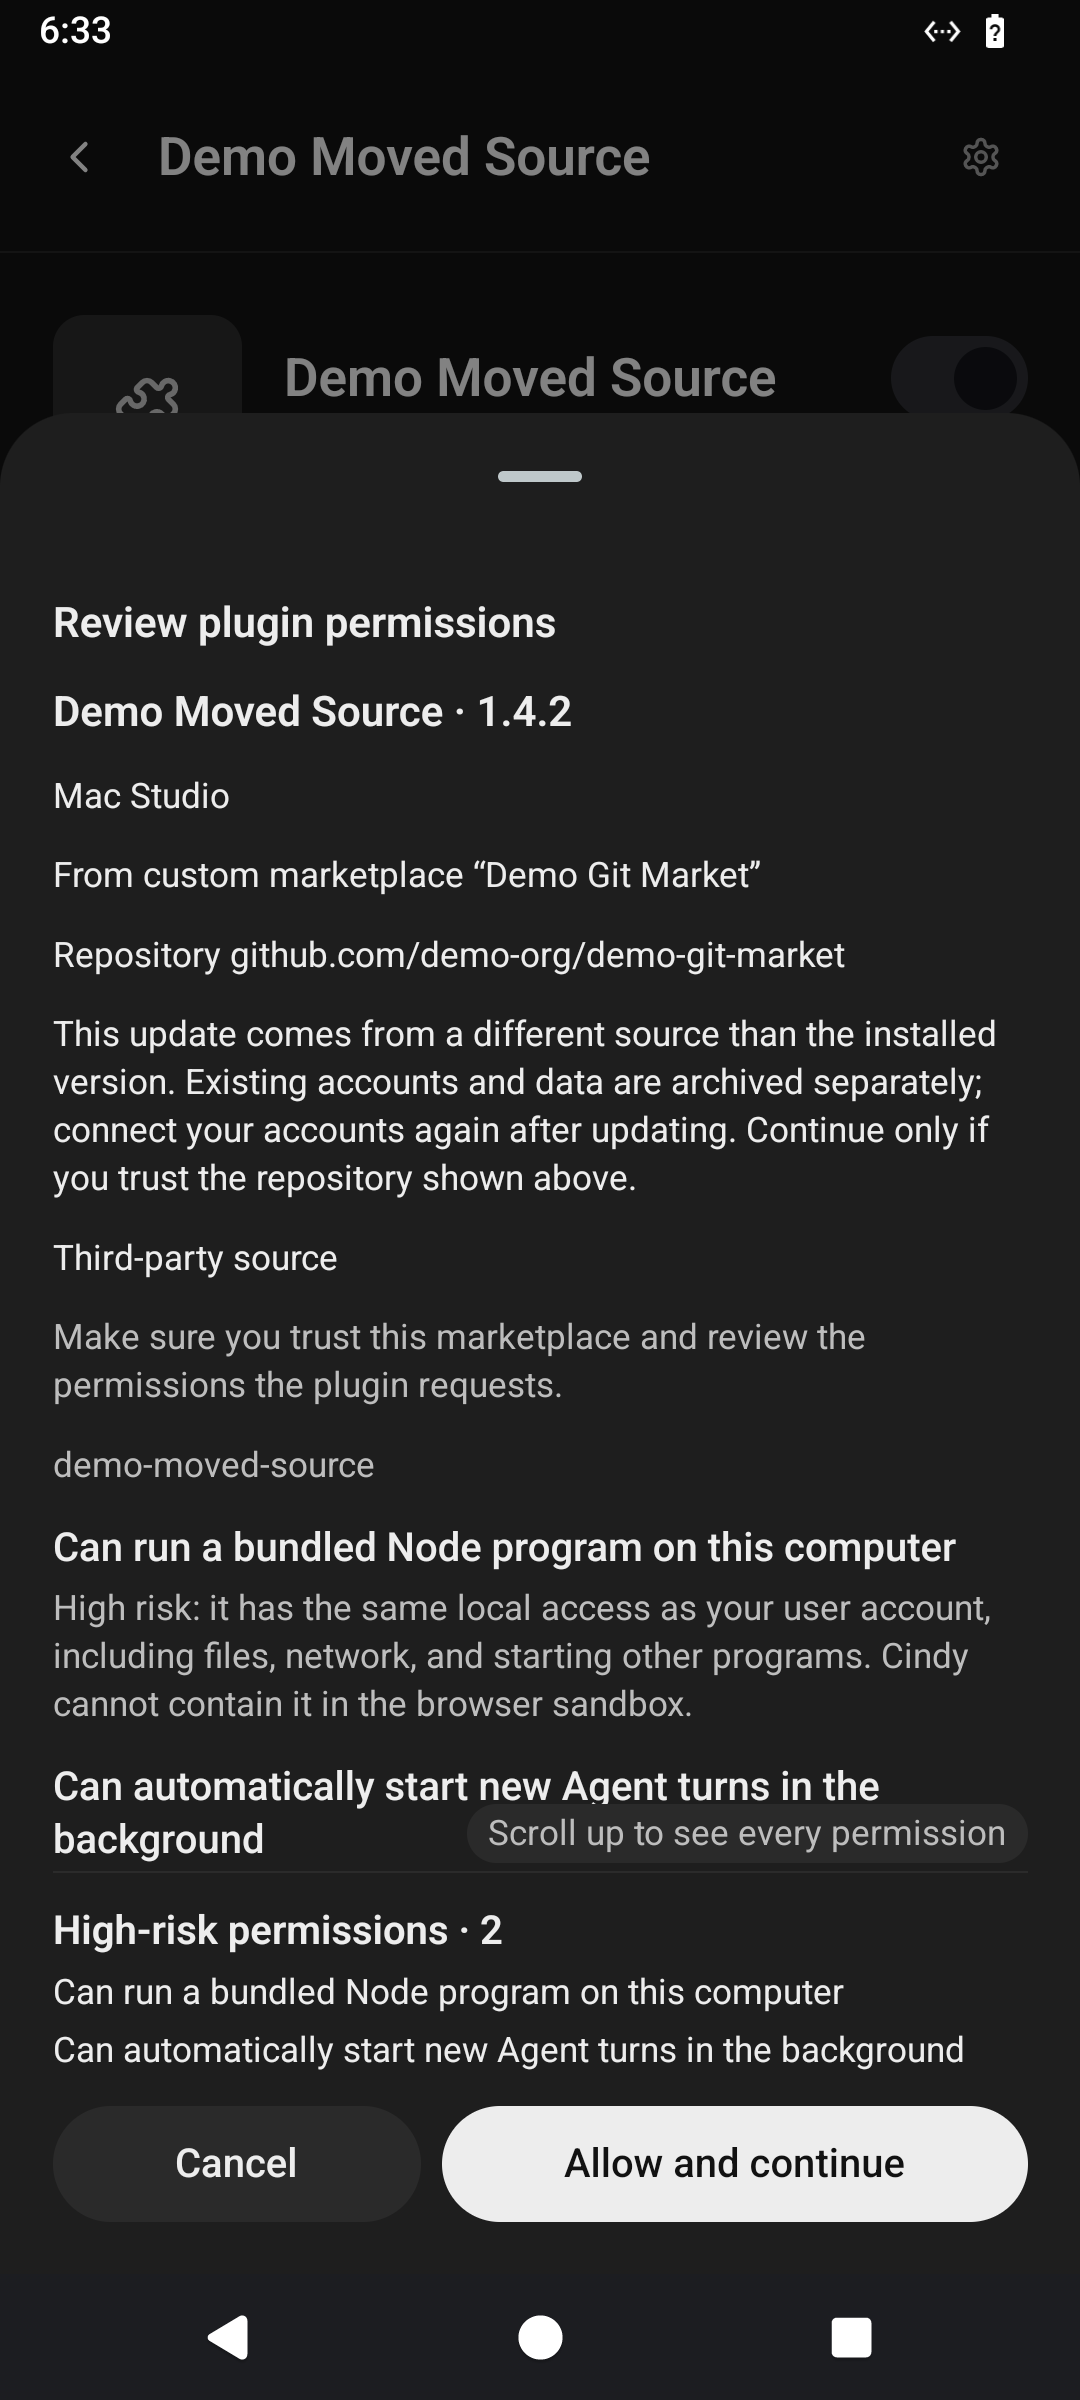 6:33
Demo Moved Source
Demo Moved Source
Review plugin permissions
Demo Moved Source · 1.4.2
Mac Studio
From custom marketplace “Demo Git Market”
Repository github.com/demo-org/demo-git-market
This update comes from a different source than the installed
version. Existing accounts and data are archived separately;
connect your accounts again after updating. Continue only if
you trust the repository shown above.
Third-party source
Make sure you trust this marketplace and review the
permissions the plugin requests.
demo-moved-source
Can run a bundled Node program on this computer
High risk: it has the same local access as your user account,
including files, network, and starting other programs. Cindy
cannot contain it in the browser sandbox.
Can automatically start new Agent turns in the
background
Scroll up to see every permission
High-risk permissions · 2
Can run a bundled Node program on this computer
Can automatically start new Agent turns in the background
Cancel
Allow and continue